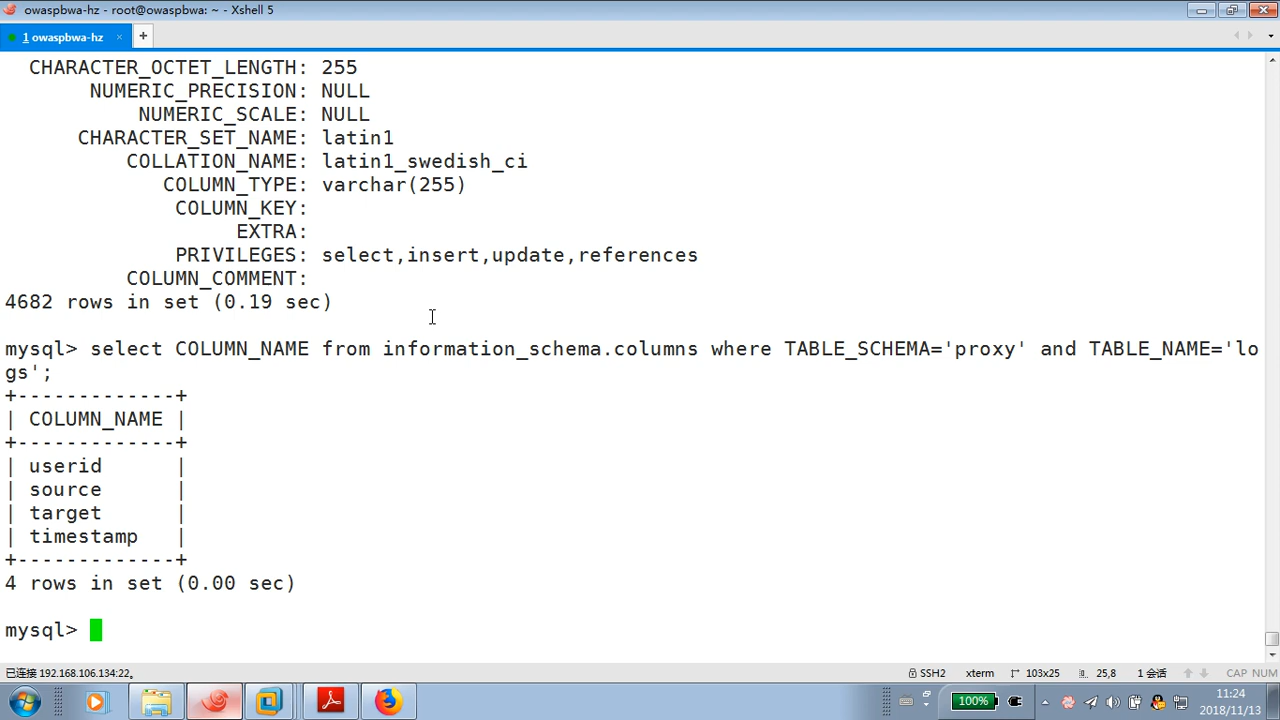 owaspbwa-hz - root@owaspbwa: ~ - Xshell 5
1 owaspbwa-hz × +
CHARACTER_OCTET_LENGTH: 255
NUMERIC_PRECISION: NULL
NUMERIC_SCALE: NULL
CHARACTER_SET_NAME: latin1
COLLATION_NAME: latin1_swedish_ci
COLUMN_TYPE: varchar(255)
COLUMN_KEY:
EXTRA:
PRIVILEGES: select,insert,update,references
COLUMN_COMMENT:
4682 rows in set (0.19 sec)
mysql> select COLUMN_NAME from information_schema.columns where TABLE_SCHEMA='proxy' and TABLE_NAME='lo
gs';
+-------------+
| COLUMN_NAME |
+-------------+
| userid |
| source |
| target |
| timestamp |
+-------------+
4 rows in set (0.00 sec)
mysql>
已连接 192.168.106.134:22。 SSH2 xterm 103x25 25,8 1 会话 CAP NUM
100% 11:24
2018/11/13